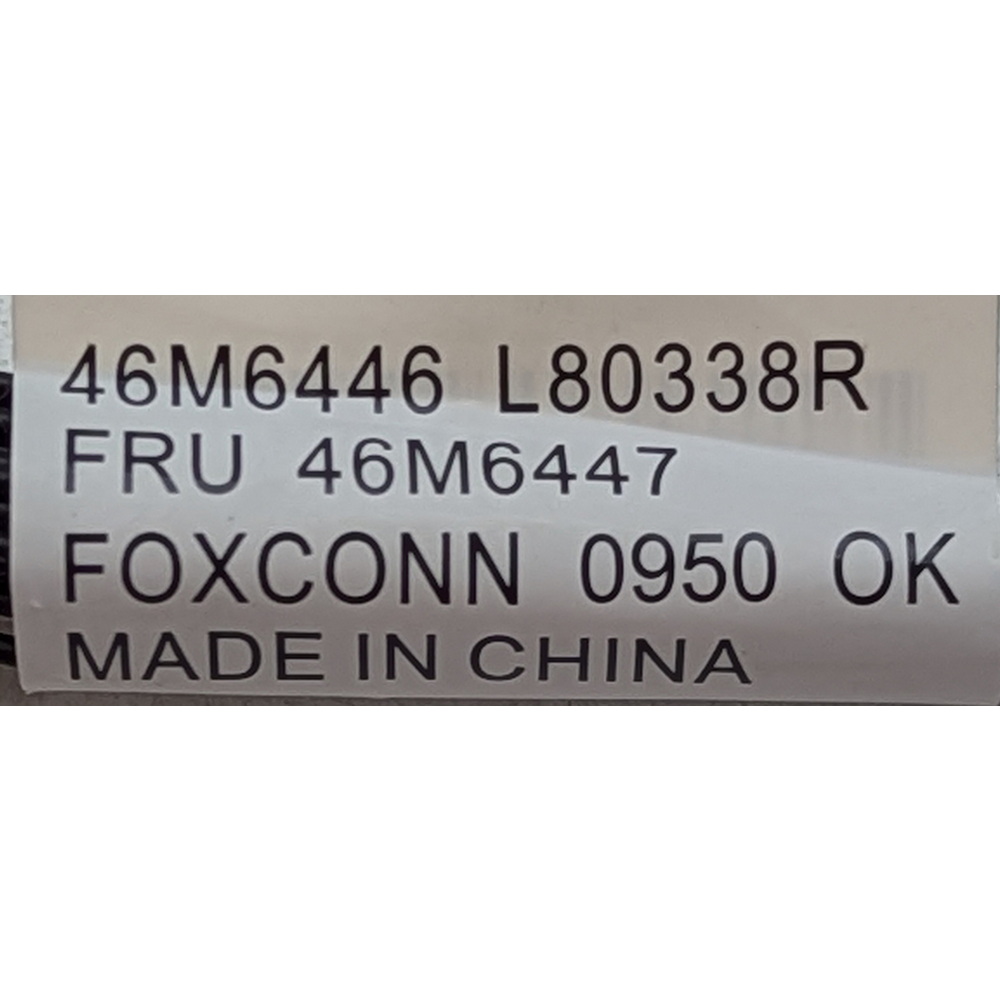 46M6446 L80338R
FRU 46M6447
FOXCONN 0950 OK
MADE IN CHINA